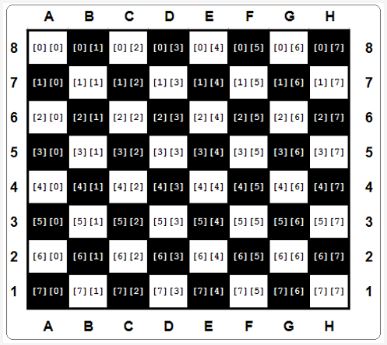 A B C D E F G H
8 [0][0] [0][1] [0][2] [0][3] [0][4] [0][5] [0][6] [0][7] 8
7 [1][0] [1][1] [1][2] [1][3] [1][4] [1][5] [1][6] [1][7] 7
6 [2][0] [2][1] [2][2] [2][3] [2][4] [2][5] [2][6] [2][7] 6
5 [3][0] [3][1] [3][2] [3][3] [3][4] [3][5] [3][6] [3][7] 5
4 [4][0] [4][1] [4][2] [4][3] [4][4] [4][5] [4][6] [4][7] 4
3 [5][0] [5][1] [5][2] [5][3] [5][4] [5][5] [5][6] [5][7] 3
2 [6][0] [6][1] [6][2] [6][3] [6][4] [6][5] [6][6] [6][7] 2
1 [7][0] [7][1] [7][2] [7][3] [7][4] [7][5] [7][6] [7][7] 1
A B C D E F G H